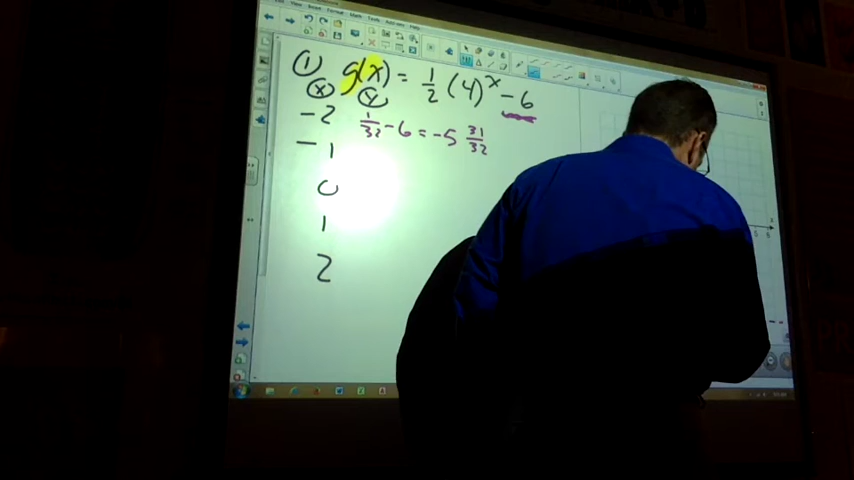 ① g(x) = 1/2 (4)^x - 6
ⓧ ⓨ
-2 1/32 - 6 = -5 31/32
-1
0
1
2